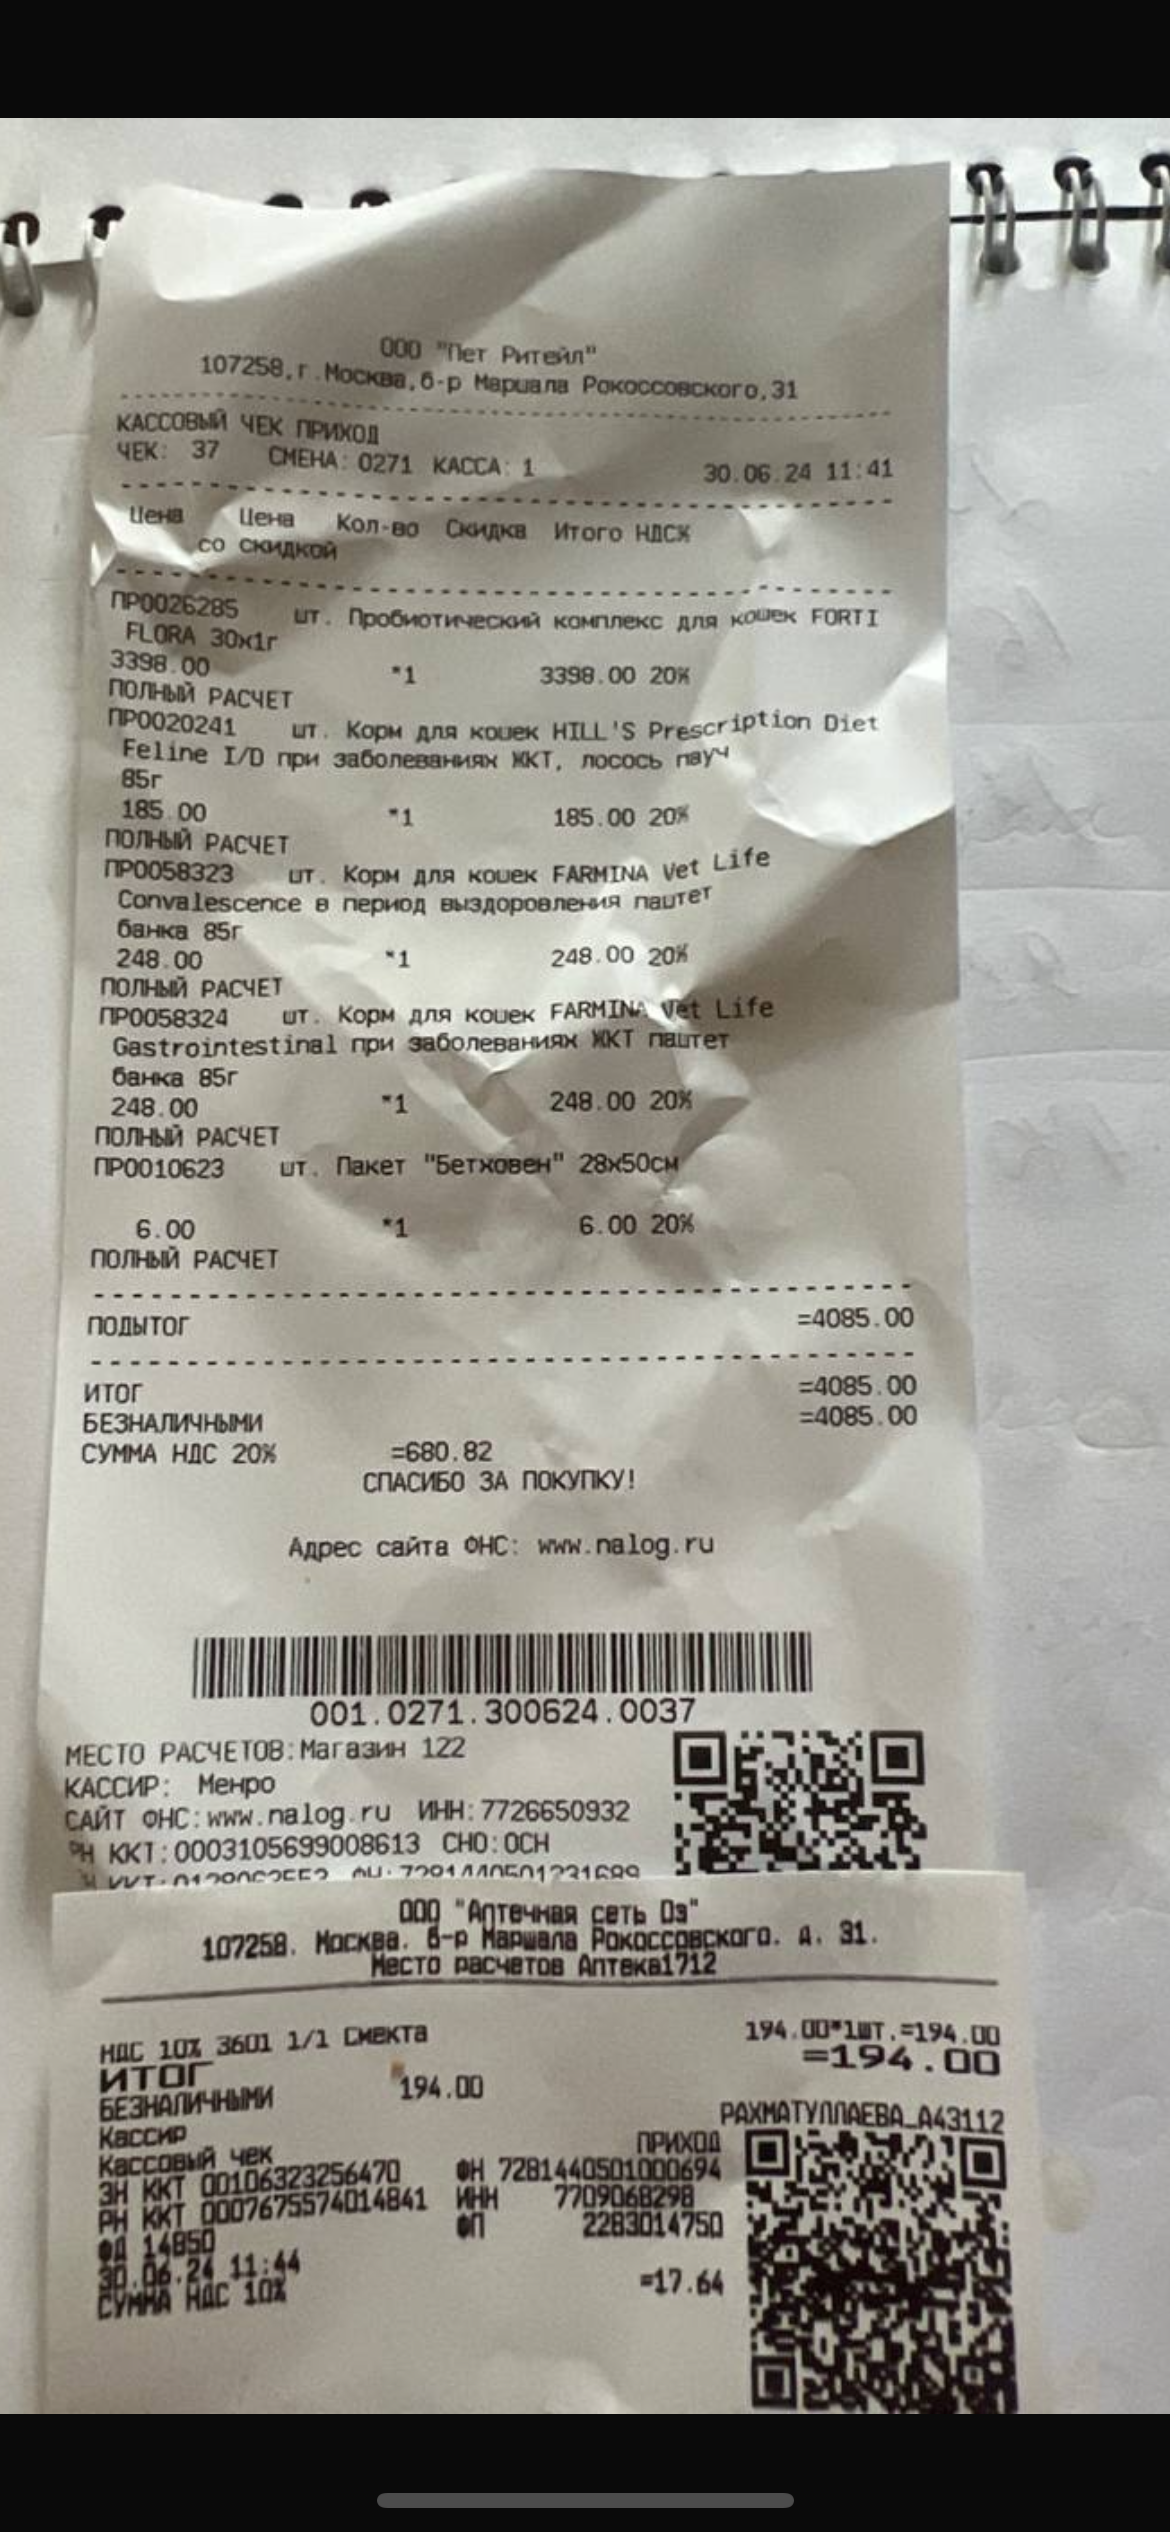 ООО "Пет Ритейл"
107258,г.Москва,б-р Маршала Рокоссовского,31
КАССОВЫЙ ЧЕК ПРИХОД
ЧЕК: 37 СМЕНА:0271 КАССА:1 30.06.24 11:41
Цена Цена Кол-во Скидка Итого НДС%
со скидкой
ПР0026285 шт. Пробиотический комплекс для кошек FORTI
FLORA 30x1г
3398.00 *1 3398.00 20%
ПОЛНЫЙ РАСЧЕТ
ПР0020241 шт. Корм для кошек HILL'S Prescription Diet
Feline I/D при заболеваниях ЖКТ, лосось пауч
85г
185.00 *1 185.00 20%
ПОЛНЫЙ РАСЧЕТ
ПР0058323 шт. Корм для кошек FARMINA Vet Life
Convalescence в период выздоровления паштет
банка 85г
248.00 *1 248.00 20%
ПОЛНЫЙ РАСЧЕТ
ПР0058324 шт. Корм для кошек FARMINA Vet Life
Gastrointestinal при заболеваниях ЖКТ паштет
банка 85г
248.00 *1 248.00 20%
ПОЛНЫЙ РАСЧЕТ
ПР0010623 шт. Пакет "Бетховен" 28x50см
6.00 *1 6.00 20%
ПОЛНЫЙ РАСЧЕТ
ПОДЫТОГ =4085.00
ИТОГ =4085.00
БЕЗНАЛИЧНЫМИ =4085.00
СУММА НДС 20% =680.82
СПАСИБО ЗА ПОКУПКУ!
Адрес сайта ФНС: www.nalog.ru
001.0271.300624.0037
МЕСТО РАСЧЕТОВ:Магазин 122
КАССИР: Менро
САЙТ ФНС:www.nalog.ru ИНН:7726650932
РН ККТ:0003105699008613 СНО:ОСН
ООО "Аптечная сеть Оз"
107258. Москва. б-р Маршала Рокоссовского. д. 31.
Место расчетов Аптека1712
НДС 10% 3601 1/1 Смекта 194.00*1шт.=194.00
ИТОГ =194.00
БЕЗНАЛИЧНЫМИ 194.00
Кассир РАХМАТУЛЛАЕВА_А43112
Кассовый чек ПРИХОД
ЗН ККТ 00106323256470 ФН 7281440501000694
РН ККТ 0007675574014841 ИНН 7709068298
ФД 14850 ФП 2283014750
30.06.24 11:44
СУММА НДС 10% =17.64